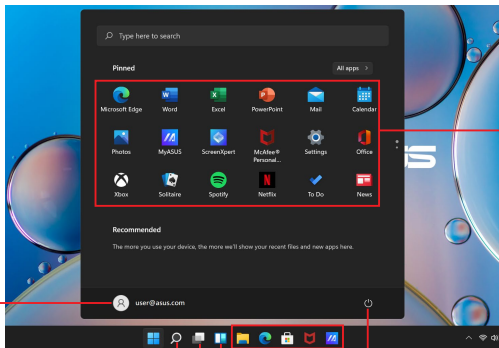 Type here to search
Pinned
All apps >
Microsoft Edge
Word
Excel
PowerPoint
Mail
Calendar
Photos
MyASUS
ScreenXpert
McAfee®
Personal...
Settings
Office
Xbox
Solitaire
Spotify
Netflix
To Do
News
Recommended
The more you use your device, the more we'll show your recent files and new apps here.
user@asus.com